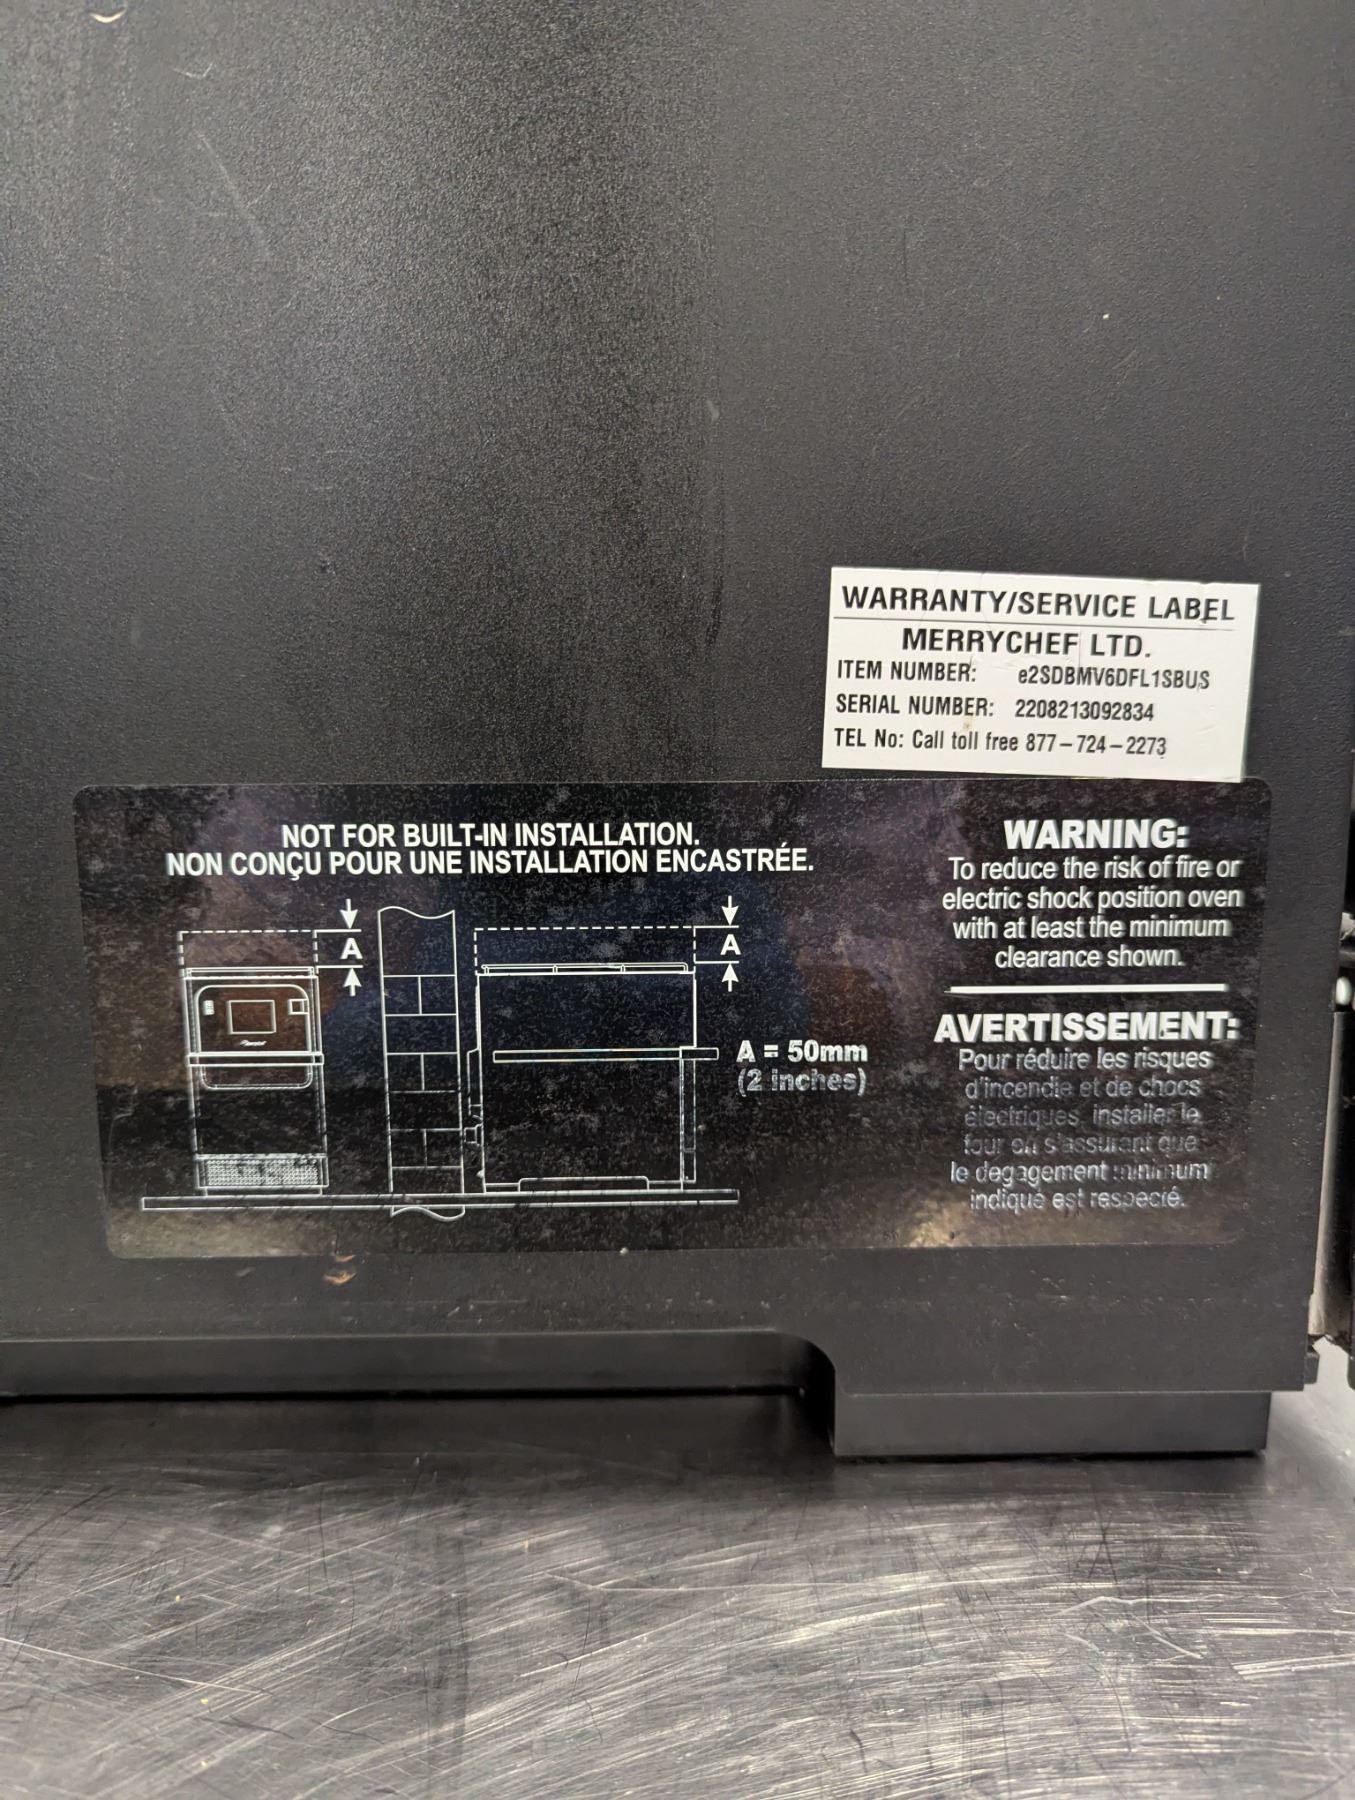 WARRANTY/SERVICE LABEL
MERRYCHEF LTD.
ITEM NUMBER: e2SDBMV6DFL1SBUS
SERIAL NUMBER: 2208213092834
TEL No: Call toll free 877-724-2273
NOT FOR BUILT-IN INSTALLATION.
NON CONÇU POUR UNE INSTALLATION ENCASTRÉE.
A
A
A = 50mm
(2 inches)
WARNING:
To reduce the risk of fire or
electric shock position oven
with at least the minimum
clearance shown.
AVERTISSEMENT:
Pour réduire les risques
d'incendie et de chocs
électriques, installer le
four en s'assurant que
le dégagement minimum
indiqué est respecté.